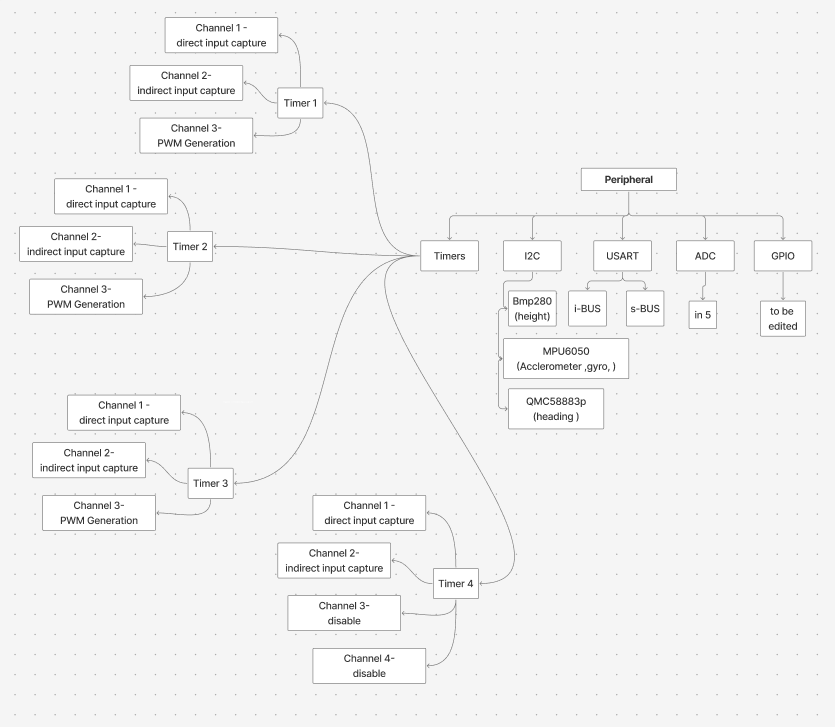 Channel 1 -
direct input capture
Channel 2-
indirect input capture
Timer 1
Channel 3-
PWM Generation
Channel 1 -
direct input capture
Channel 2-
indirect input capture
Timer 2
Channel 3-
PWM Generation
Peripheral
Timers
I2C
USART
ADC
GPIO
Bmp280
(height)
i-BUS
s-BUS
in 5
to be
edited
MPU6050
(Acclerometer ,gyro, )
QMC58883p
(heading )
Channel 1 -
direct input capture
Channel 2-
indirect input capture
Timer 3
Channel 3-
PWM Generation
Channel 1 -
direct input capture
Channel 2-
indirect input capture
Timer 4
Channel 3-
disable
Channel 4-
disable